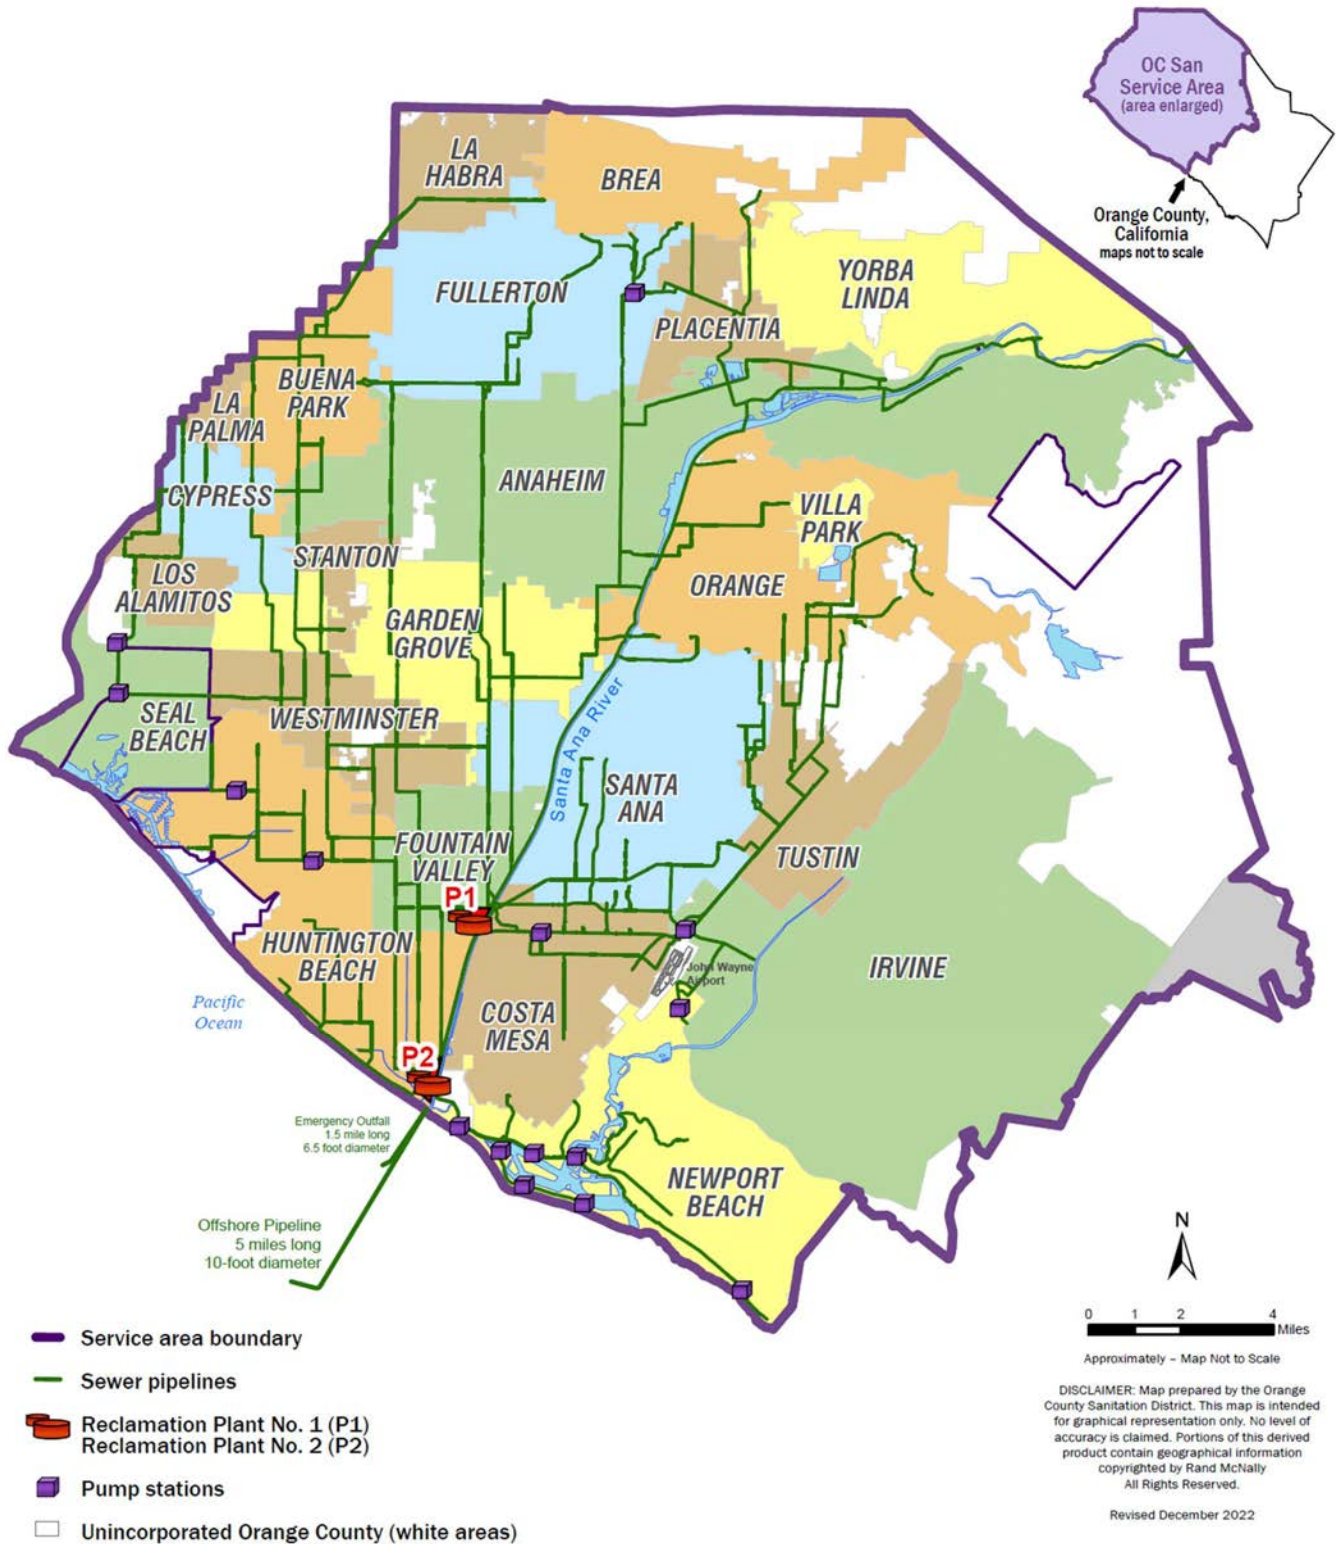 OC San
Service Area
(area enlarged)
Orange County,
California
maps not to scale
LA
HABRA
BREA
FULLERTON
YORBA
LINDA
PLACENTIA
BUENA
PARK
LA
PALMA
ANAHEIM
CYPRESS
VILLA
PARK
STANTON
LOS
ALAMITOS
ORANGE
GARDEN
GROVE
Santa Ana River
SEAL
BEACH
WESTMINSTER
SANTA
ANA
FOUNTAIN
VALLEY
TUSTIN
P1
HUNTINGTON
BEACH
John Wayne
Airport
IRVINE
Pacific
Ocean
COSTA
MESA
P2
Emergency Outfall
1.5 mile long
6.5 foot diameter
NEWPORT
BEACH
Offshore Pipeline
5 miles long
10-foot diameter
N
0 1 2 4
Miles
Approximately – Map Not to Scale
DISCLAIMER: Map prepared by the Orange
County Sanitation District. This map is intended
for graphical representation only. No level of
accuracy is claimed. Portions of this derived
product contain geographical information
copyrighted by Rand McNally
All Rights Reserved.
Revised December 2022
Service area boundary
Sewer pipelines
Reclamation Plant No. 1 (P1)
Reclamation Plant No. 2 (P2)
Pump stations
Unincorporated Orange County (white areas)